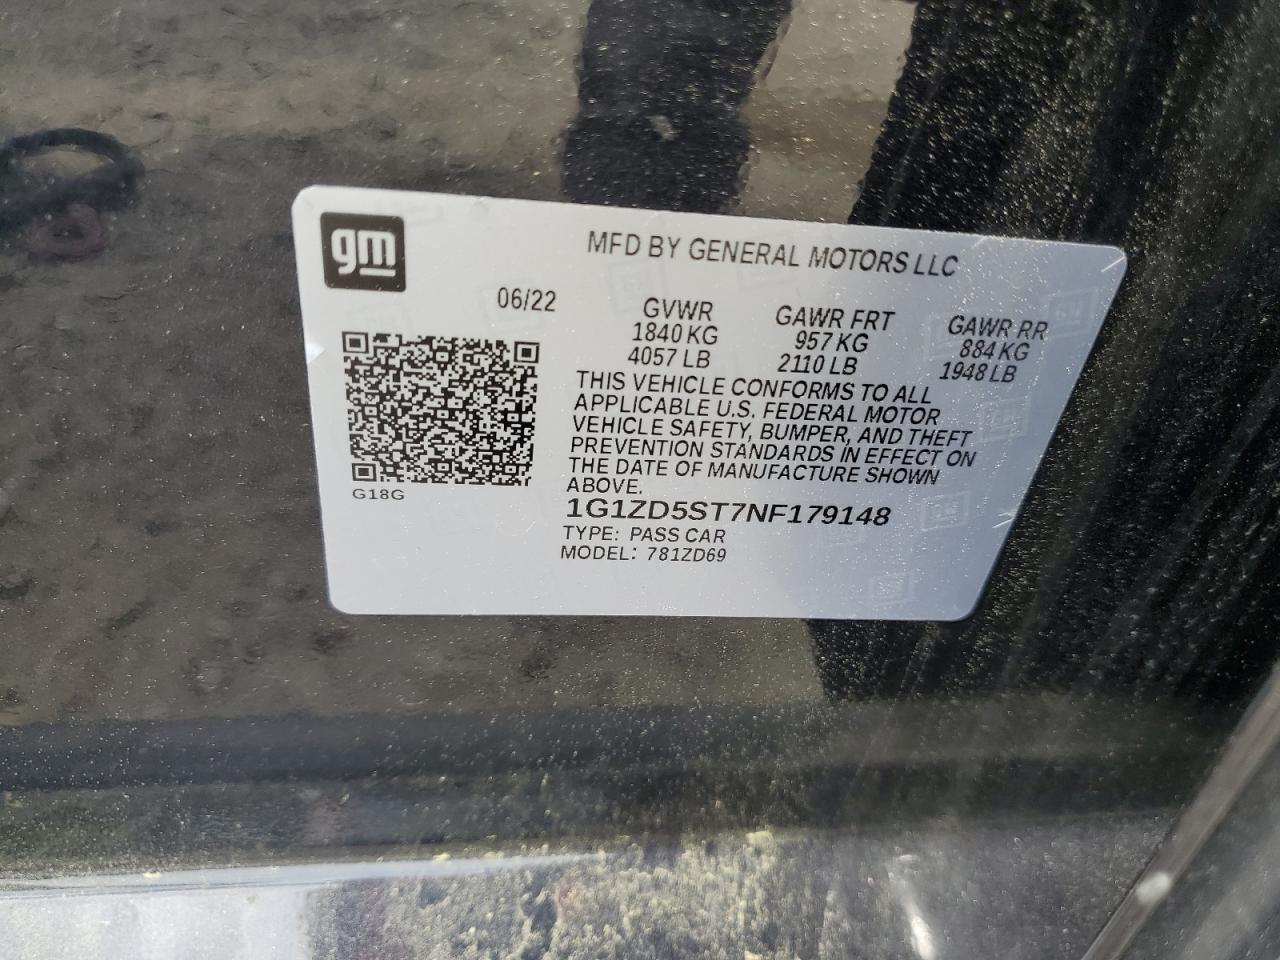 gm
MFD BY GENERAL MOTORS LLC
06/22
GVWR
1840 KG
4057 LB
GAWR FRT
957 KG
2110 LB
GAWR RR
884 KG
1948 LB
THIS VEHICLE CONFORMS TO ALL
APPLICABLE U.S. FEDERAL MOTOR
VEHICLE SAFETY, BUMPER, AND THEFT
PREVENTION STANDARDS IN EFFECT ON
THE DATE OF MANUFACTURE SHOWN
ABOVE.
G18G
1G1ZD5ST7NF179148
TYPE: PASS CAR
MODEL: 781ZD69